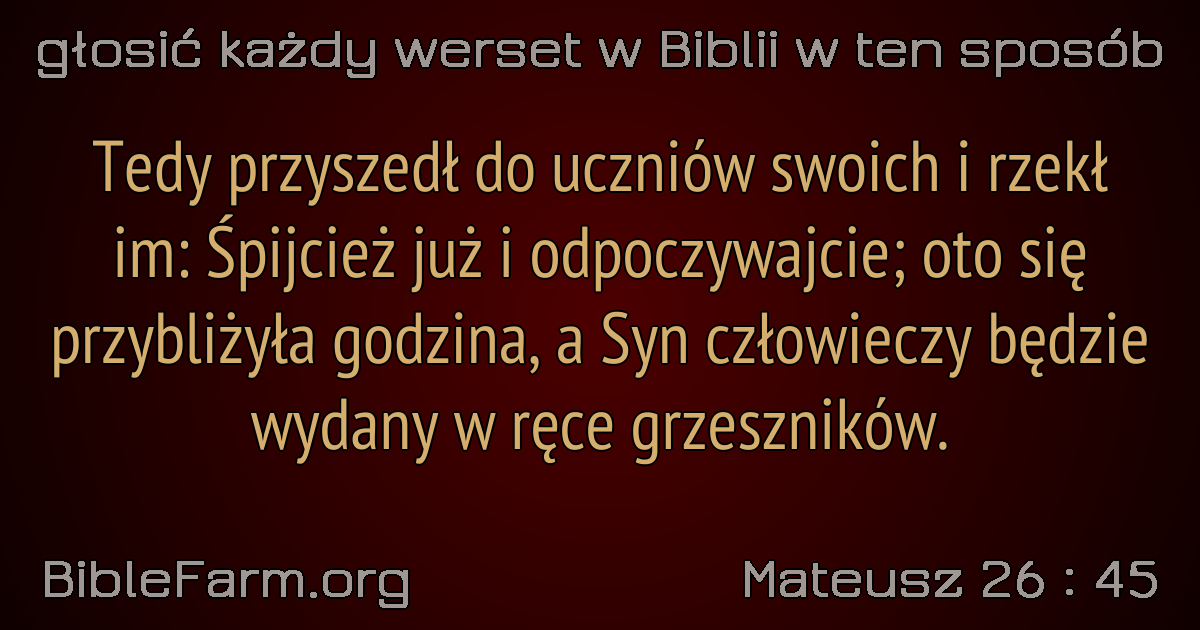 głosić każdy werset w Biblii w ten sposób
Tedy przyszedł do uczniów swoich i rzekł
im: Śpijcież już i odpoczywajcie; oto się
przybliżyła godzina, a Syn człowieczy będzie
wydany w ręce grzeszników.
BibleFarm.org
Mateusz 26 : 45